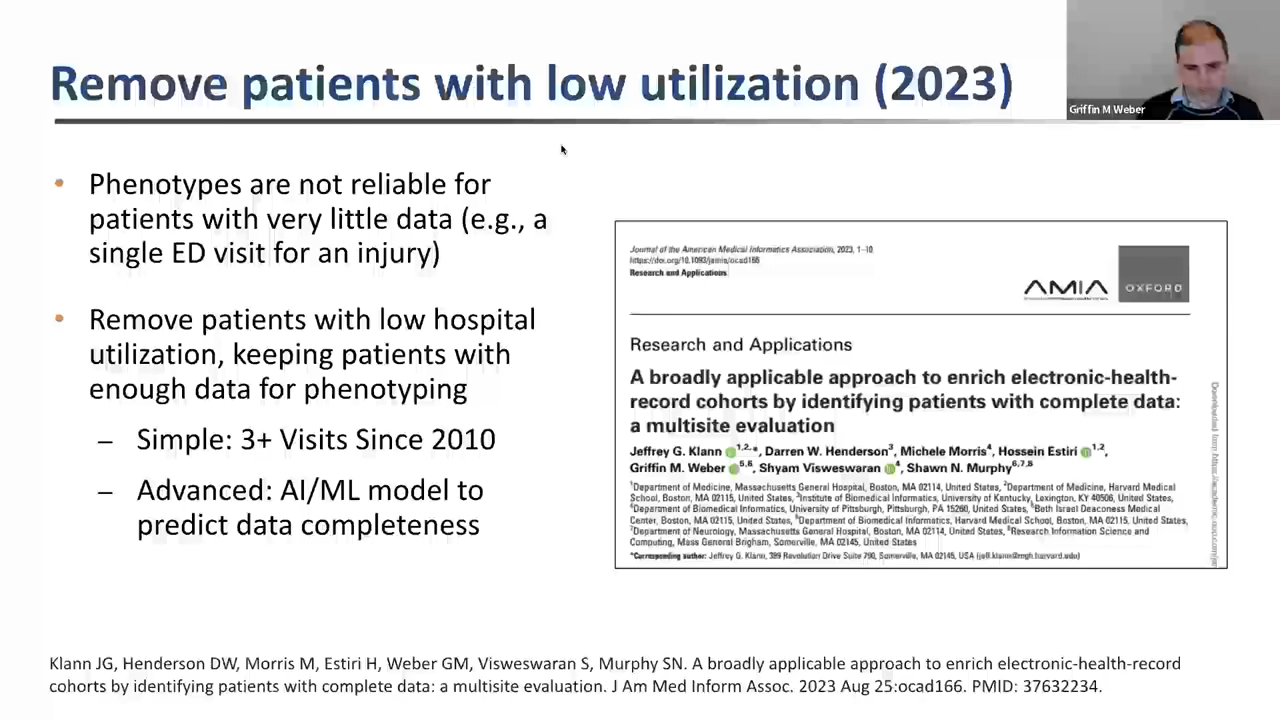 Remove patients with low utilization (2023)
Griffin M Weber
• Phenotypes are not reliable for
patients with very little data (e.g., a
single ED visit for an injury)
• Remove patients with low hospital
utilization, keeping patients with
enough data for phenotyping
– Simple: 3+ Visits Since 2010
– Advanced: AI/ML model to
predict data completeness
Journal of the American Medical Informatics Association, 2023, 1–10
https://doi.org/10.1093/jamia/ocad166
Research and Applications
AMIA
OXFORD
Research and Applications
A broadly applicable approach to enrich electronic-health-
record cohorts by identifying patients with complete data:
a multisite evaluation
Jeffrey G. Klann 1,2,*, Darren W. Henderson3, Michele Morris4, Hossein Estiri 1,2,
Griffin M. Weber 5,6, Shyam Visweswaran 4, Shawn N. Murphy6,7,8
1Department of Medicine, Massachusetts General Hospital, Boston, MA 02114, United States, 2Department of Medicine, Harvard Medical
School, Boston, MA 02115, United States, 3Institute of Biomedical Informatics, University of Kentucky, Lexington, KY 40506, United States,
4Department of Biomedical Informatics, University of Pittsburgh, Pittsburgh, PA 15260, United States, 5Beth Israel Deaconess Medical
Center, Boston, MA 02115, United States, 6Department of Biomedical Informatics, Harvard Medical School, Boston, MA 02115, United States,
7Department of Neurology, Massachusetts General Hospital, Boston, MA 02114, United States, 8Research Information Science and
Computing, Mass General Brigham, Somerville, MA 02145, United States
*Corresponding author: Jeffrey G. Klann, 399 Revolution Drive Suite 790, Somerville, MA 02145, USA
Downloaded from
Klann JG, Henderson DW, Morris M, Estiri H, Weber GM, Visweswaran S, Murphy SN. A broadly applicable approach to enrich electronic-health-record
cohorts by identifying patients with complete data: a multisite evaluation. J Am Med Inform Assoc. 2023 Aug 25:ocad166. PMID: 37632234.